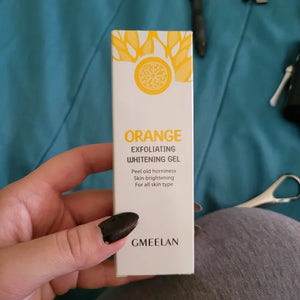 ORANGE
EXFOLIATING
WHITENING GEL
Peel old horniness
Skin brightening
For all skin type
GMEELAN